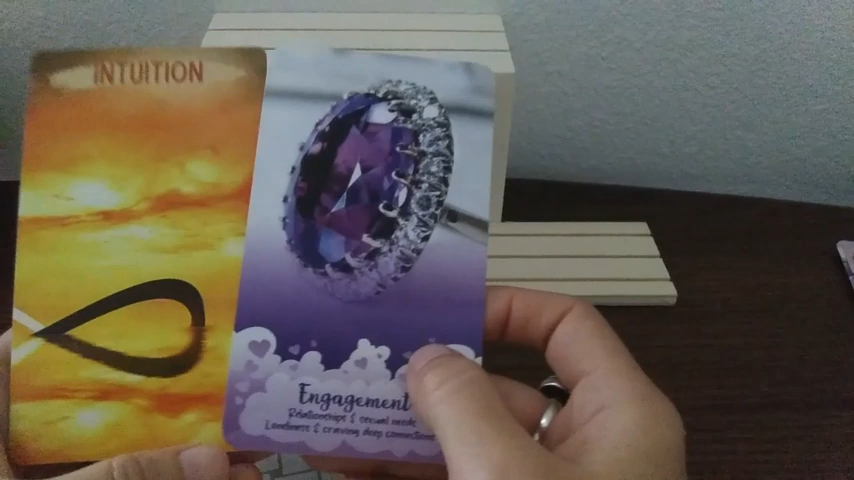 INTUITION
Engagement
Relationships & sexual needs
Loneliness & craving deep connections